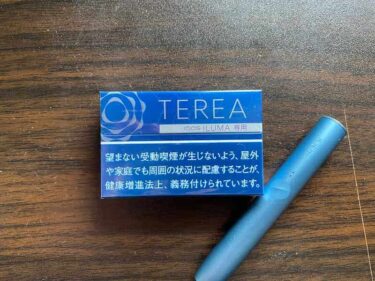 TEREA
IQOS ILUMA 専用
望まない受動喫煙が生じないよう、屋外
や家庭でも周囲の状況に配慮することが、
健康増進法上、義務付けられています。